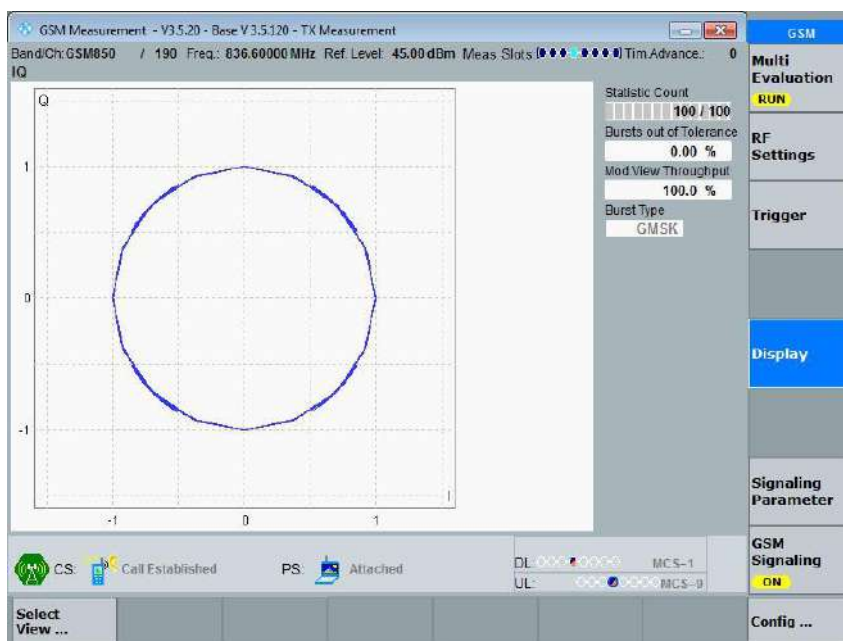 GSM Measurement - V3.5.20 - Base V 3.5.120 - TX Measurement
GSM
Band/Ch: GSM850 / 190 Freq.: 836.60000 MHz Ref. Level: 45.00 dBm Meas Slots Tim.Advance.: 0
IQ
Multi
Evaluation
RUN
RF
Settings
Trigger
Display
Signaling
Parameter
GSM
Signaling
ON
Config ...
Statistic Count
100 / 100
Bursts out of Tolerance
0.00 %
Mod View Throughput
100.0 %
Burst Type
GMSK
Q
1
0
-1
I
-1 0 1
CS: Call Established PS: Attached
DL: MCS-1
UL: MCS-9
Select
View ...